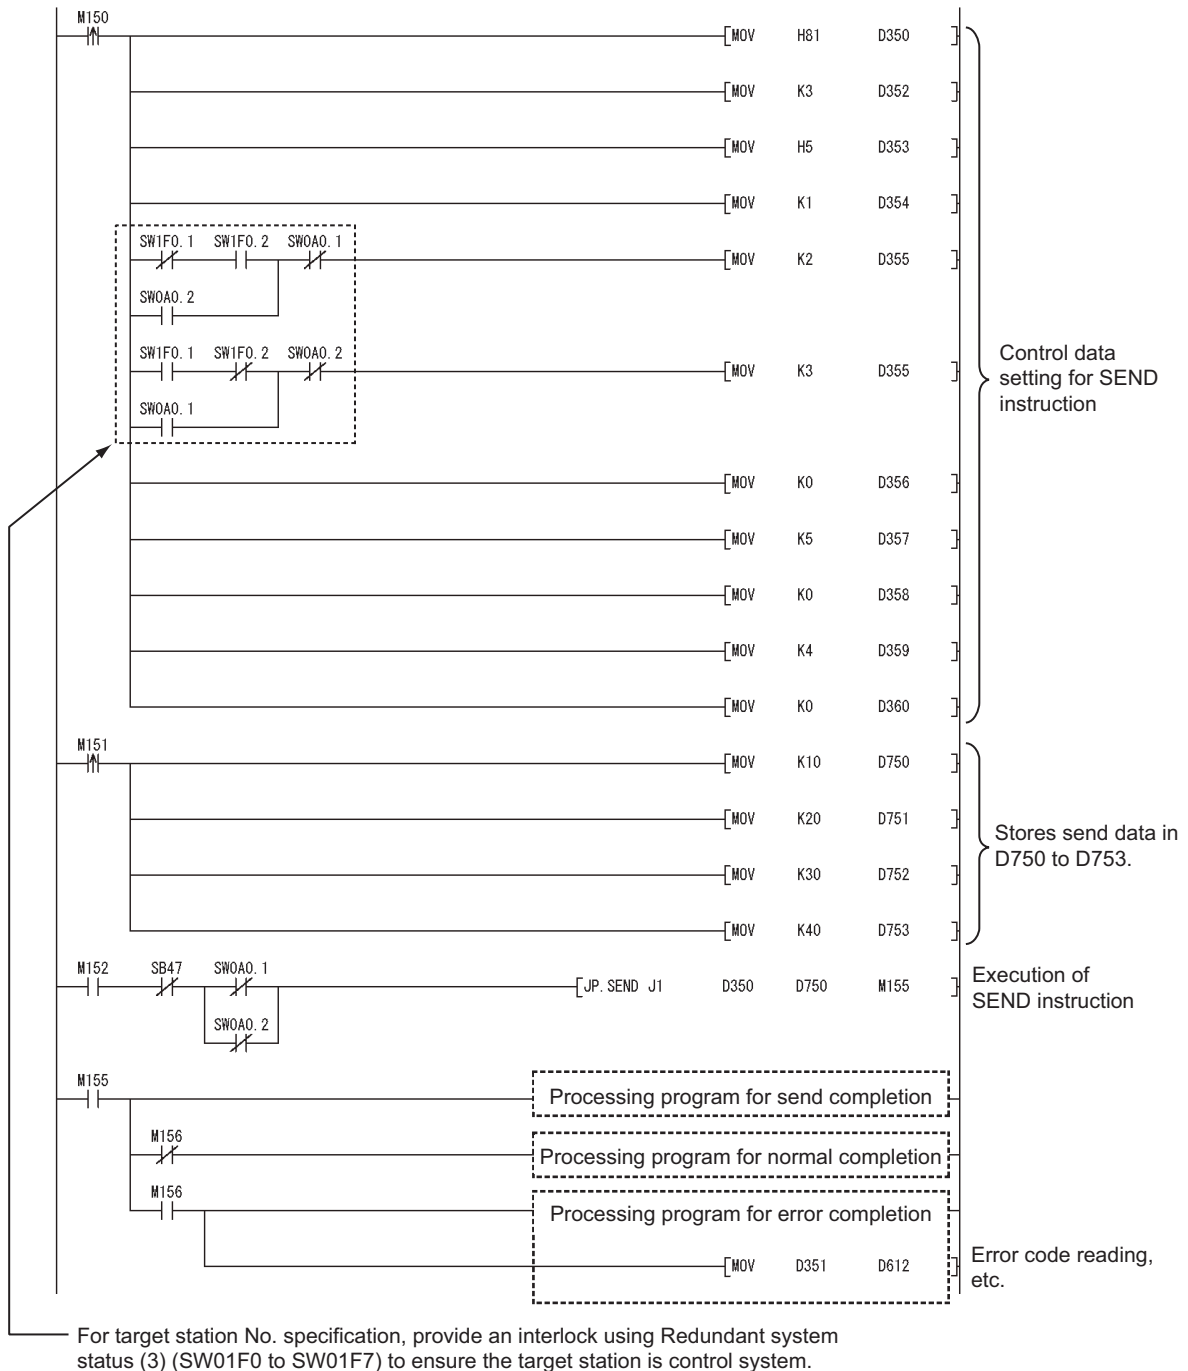 M150
[MOV H81 D350 ]
[MOV K3 D352 ]
[MOV H5 D353 ]
[MOV K1 D354 ]
SW1F0.1 SW1F0.2 SW0A0.1
[MOV K2 D355 ]
SW0A0.2
SW1F0.1 SW1F0.2 SW0A0.2
[MOV K3 D355 ]
SW0A0.1
Control data
setting for SEND
instruction
[MOV K0 D356 ]
[MOV K5 D357 ]
[MOV K0 D358 ]
[MOV K4 D359 ]
[MOV K0 D360 ]
M151
[MOV K10 D750 ]
[MOV K20 D751 ]
[MOV K30 D752 ]
[MOV K40 D753 ]
Stores send data in
D750 to D753.
M152 SB47 SW0A0.1
[JP.SEND J1 D350 D750 M155 ]
SW0A0.2
Execution of
SEND instruction
M155
Processing program for send completion
M156
Processing program for normal completion
M156
Processing program for error completion
[MOV D351 D612 ]
Error code reading,
etc.
For target station No. specification, provide an interlock using Redundant system
status (3) (SW01F0 to SW01F7) to ensure the target station is control system.